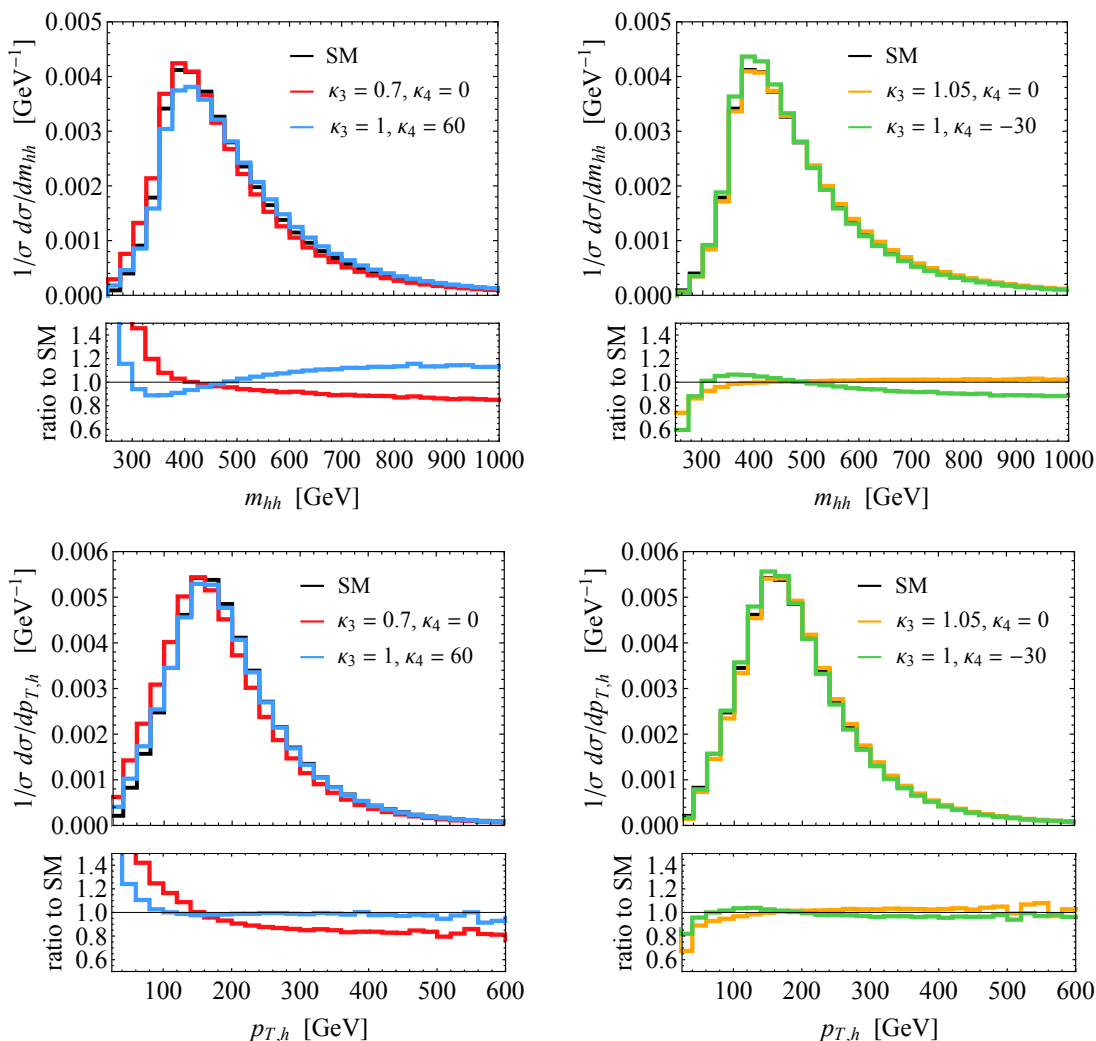 1/σ dσ/dm_hh [GeV⁻¹]
0.005
0.004
0.003
0.002
0.001
0.000
SM
κ₃ = 0.7, κ₄ = 0
κ₃ = 1, κ₄ = 60
ratio to SM
1.4
1.2
1.0
0.8
0.6
300 400 500 600 700 800 900 1000
m_hh [GeV]
1/σ dσ/dm_hh [GeV⁻¹]
0.005
0.004
0.003
0.002
0.001
0.000
SM
κ₃ = 1.05, κ₄ = 0
κ₃ = 1, κ₄ = −30
ratio to SM
1.4
1.2
1.0
0.8
0.6
300 400 500 600 700 800 900 1000
m_hh [GeV]
1/σ dσ/dp_T,h [GeV⁻¹]
0.006
0.005
0.004
0.003
0.002
0.001
0.000
SM
κ₃ = 0.7, κ₄ = 0
κ₃ = 1, κ₄ = 60
ratio to SM
1.4
1.2
1.0
0.8
0.6
100 200 300 400 500 600
p_T,h [GeV]
1/σ dσ/dp_T,h [GeV⁻¹]
0.006
0.005
0.004
0.003
0.002
0.001
0.000
SM
κ₃ = 1.05, κ₄ = 0
κ₃ = 1, κ₄ = −30
ratio to SM
1.4
1.2
1.0
0.8
0.6
100 200 300 400 500 600
p_T,h [GeV]